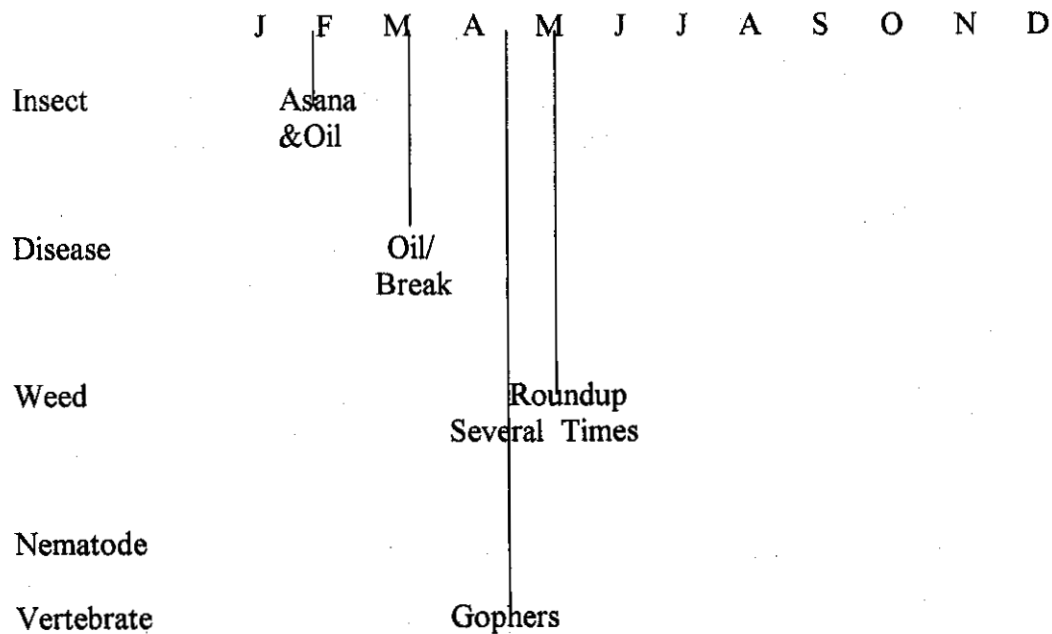 J F M A M J J A S O N D
Insect Asana
&Oil
Disease Oil/
Break
Weed Roundup
Several Times
Nematode
Vertebrate Gophers